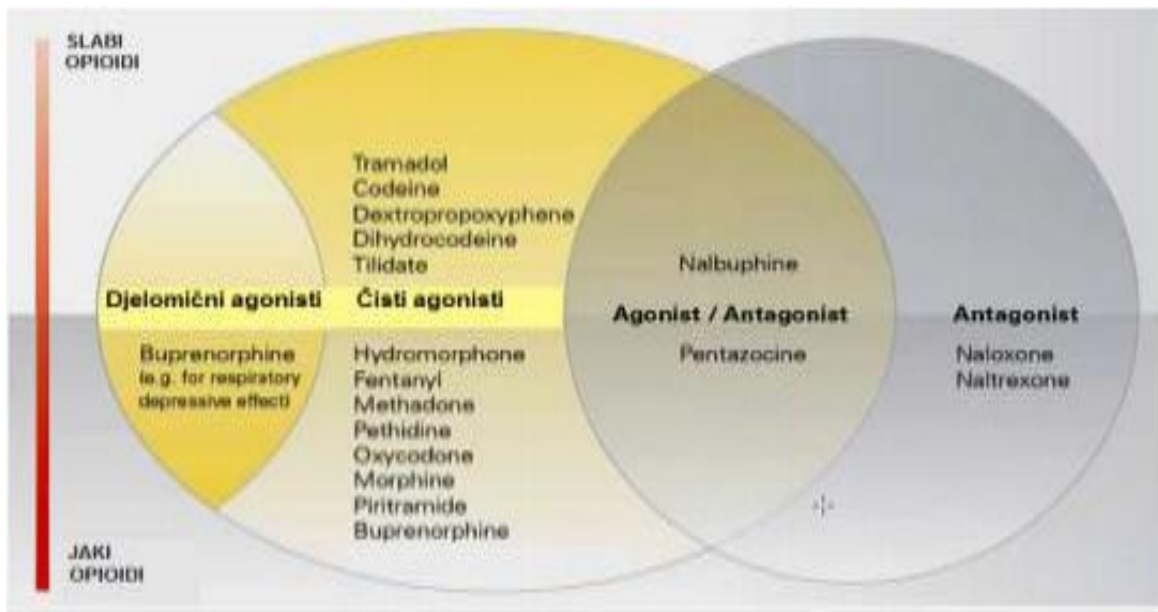 SLABI
OPIOIDI
Tramadol
Codeine
Dextropropoxyphene
Dihydrocodeine
Tilidate
Nalbuphine
Djelomični agonisti
Čisti agonisti
Agonist / Antagonist
Antagonist
Buprenorphine
(e.g. for respiratory
depressive effect)
Hydromorphone
Fentanyl
Methadone
Pethidine
Oxycodone
Morphine
Piritramide
Buprenorphine
Pentazocine
Naloxone
Naltrexone
JAKI
OPIOIDI